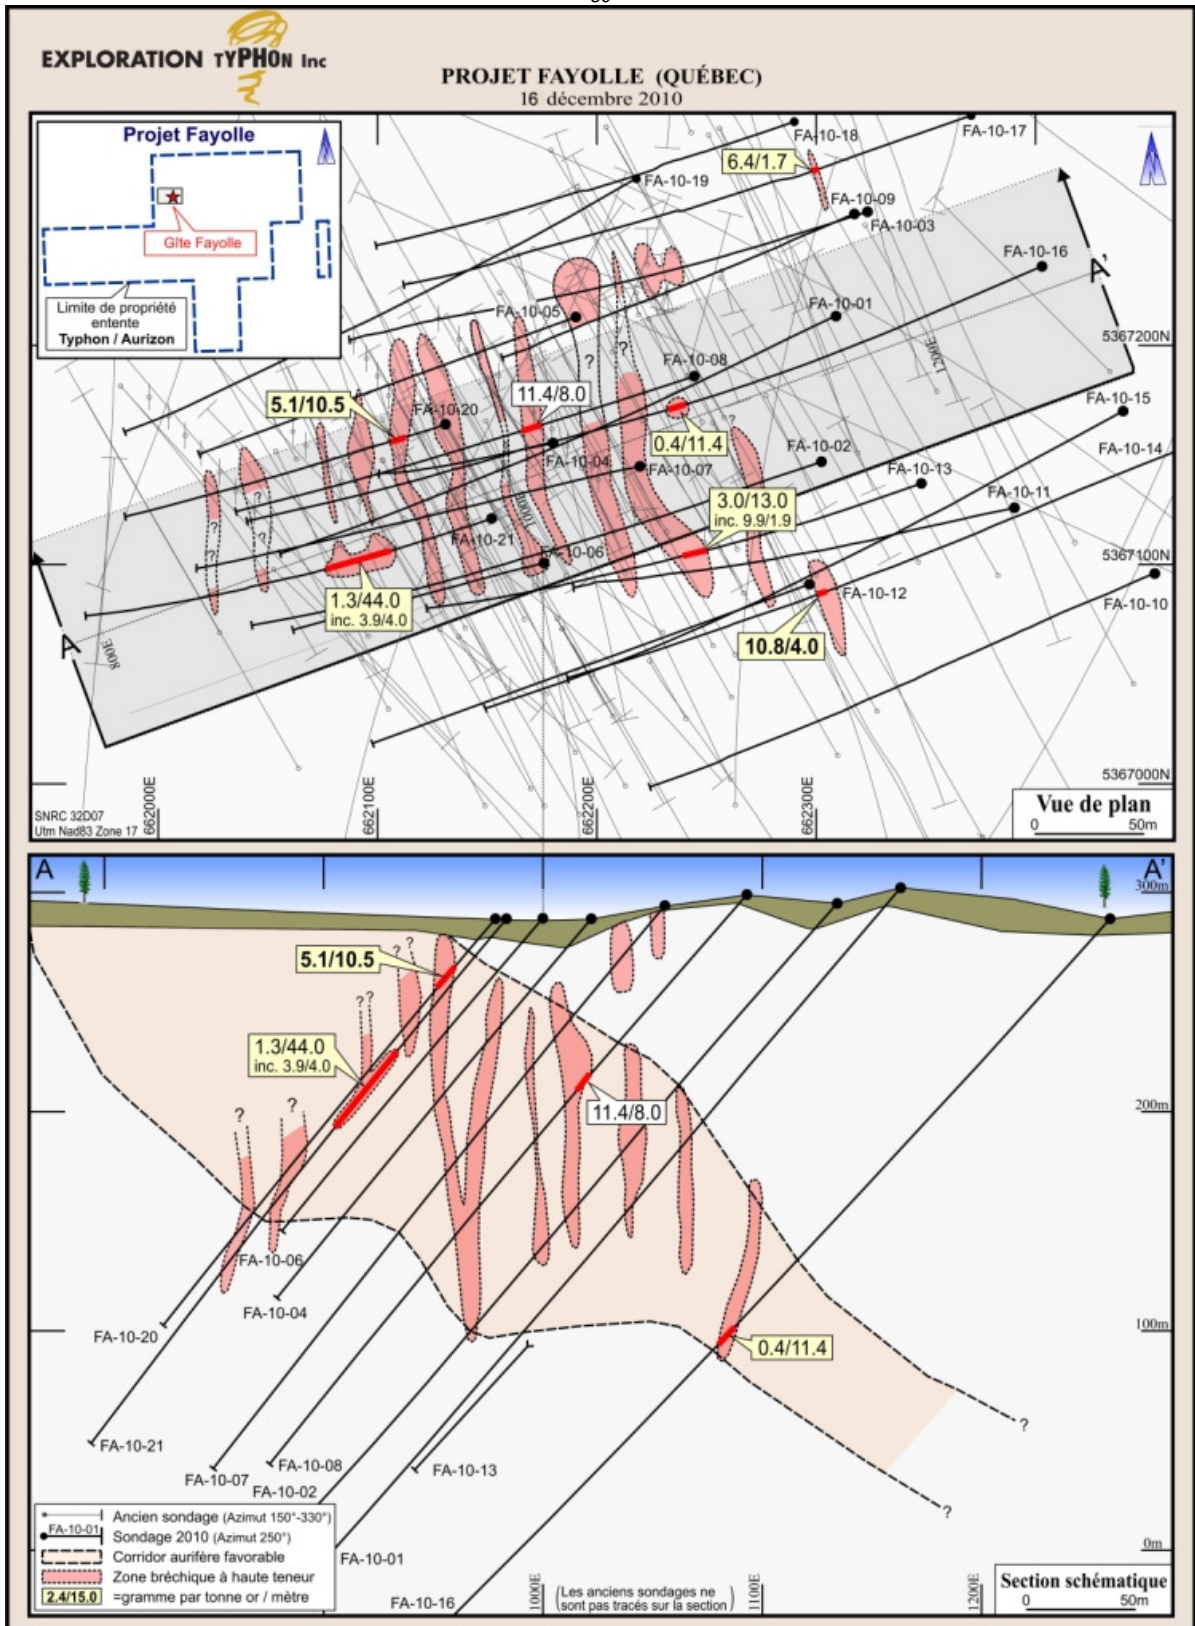 EXPLORATION TYPHON Inc
PROJET FAYOLLE (QUÉBEC)
16 décembre 2010
Projet Fayolle
Gîte Fayolle
Limite de propriété
entente
Typhon / Aurizon
FA-10-18
FA-10-17
6.4/1.7
FA-10-19
FA-10-09
FA-10-03
FA-10-16
A'
FA-10-05
FA-10-01
5367200N
1200E
FA-10-08
FA-10-15
5.1/10.5
11.4/8.0
FA-10-20
0.4/11.4
FA-10-02
FA-10-14
FA-10-04
FA-10-07
FA-10-13
3.0/13.0
inc. 9.9/1.9
FA-10-11
1000E
FA-10-21
FA-10-06
5367100N
1.3/44.0
inc. 3.9/4.0
FA-10-12
FA-10-10
10.8/4.0
A
800E
5367000N
662000E
662100E
662200E
662300E
SNRC 32D07
Utm Nad83 Zone 17
Vue de plan
0 50m
A
A'
300m
5.1/10.5
? ?
? ?
1.3/44.0
inc. 3.9/4.0
11.4/8.0
200m
? ?
FA-10-06
FA-10-04
FA-10-20
100m
0.4/11.4
?
FA-10-21
FA-10-07
FA-10-08
FA-10-13
FA-10-02
?
0m
FA-10-01
FA-10-16
Ancien sondage (Azimut 150°-330°)
FA-10-01
Sondage 2010 (Azimut 250°)
Corridor aurifère favorable
Zone bréchique à haute teneur
2.4/15.0 =gramme par tonne or / mètre
1000E
(Les anciens sondages ne
sont pas tracés sur la section)
1100E
1200E
Section schématique
0 50m